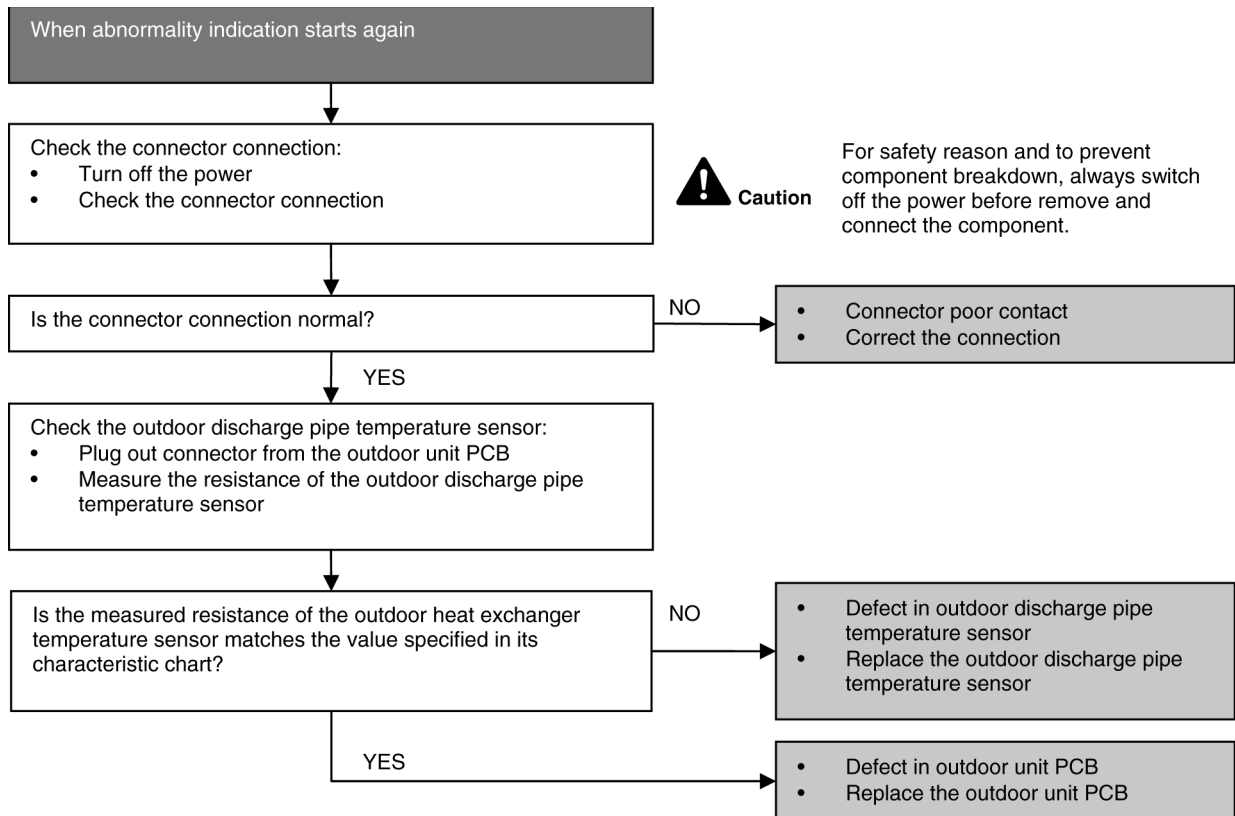 When abnormality indication starts again
Check the connector connection:
• Turn off the power
• Check the connector connection
Caution
For safety reason and to prevent
component breakdown, always switch
off the power before remove and
connect the component.
Is the connector connection normal?
NO
• Connector poor contact
• Correct the connection
YES
Check the outdoor discharge pipe temperature sensor:
• Plug out connector from the outdoor unit PCB
• Measure the resistance of the outdoor discharge pipe
temperature sensor
Is the measured resistance of the outdoor heat exchanger
temperature sensor matches the value specified in its
characteristic chart?
NO
• Defect in outdoor discharge pipe
temperature sensor
• Replace the outdoor discharge pipe
temperature sensor
YES
• Defect in outdoor unit PCB
• Replace the outdoor unit PCB